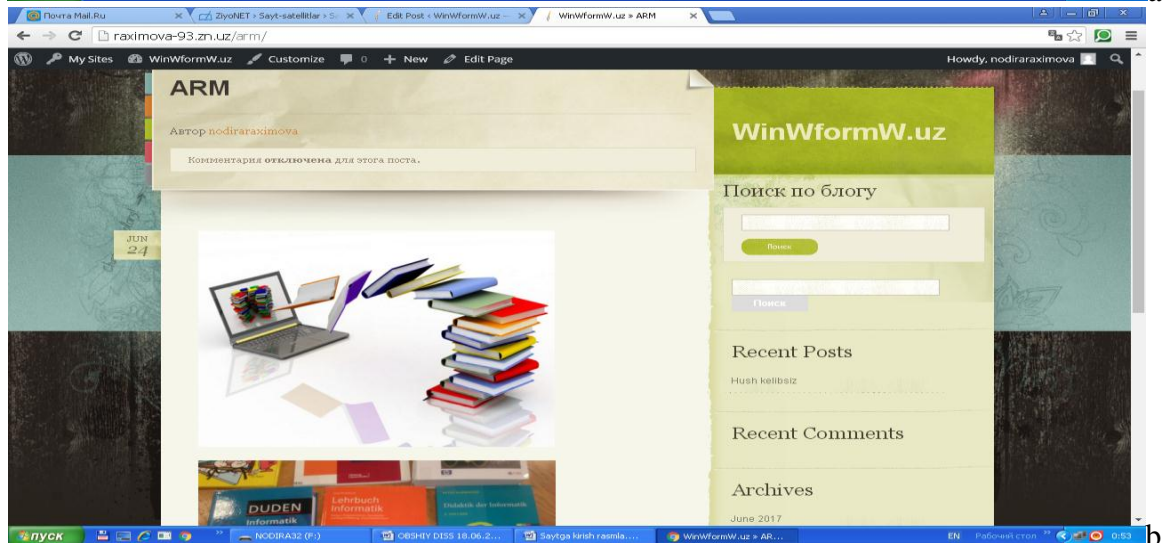 Почта Mail.Ru
ZiyoNET › Sayt-satellitlar › S
Edit Post ‹ WinWformW.uz —
WinWformW.uz » ARM
raximova-93.zn.uz/arm/
My Sites WinWformW.uz Customize 0 New Edit Page Howdy, nodiraraximova
ARM
Автор nodiraraximova
Комментария отключена для этога поста.
JUN
24
DUDEN
Informatik
Lehrbuch
Informatik
Didaktik der Informatik
WinWformW.uz
Поиск по блогу
Поиск
Поиск
Recent Posts
Hush kelibsiz
Recent Comments
Archives
June 2017
пуск NODIRA32 (F:) OBSHIY DISS 18.06.2... Saytga kirish rasmla.... WinWformW.uz » AR... EN Рабочий стол 0:53
b